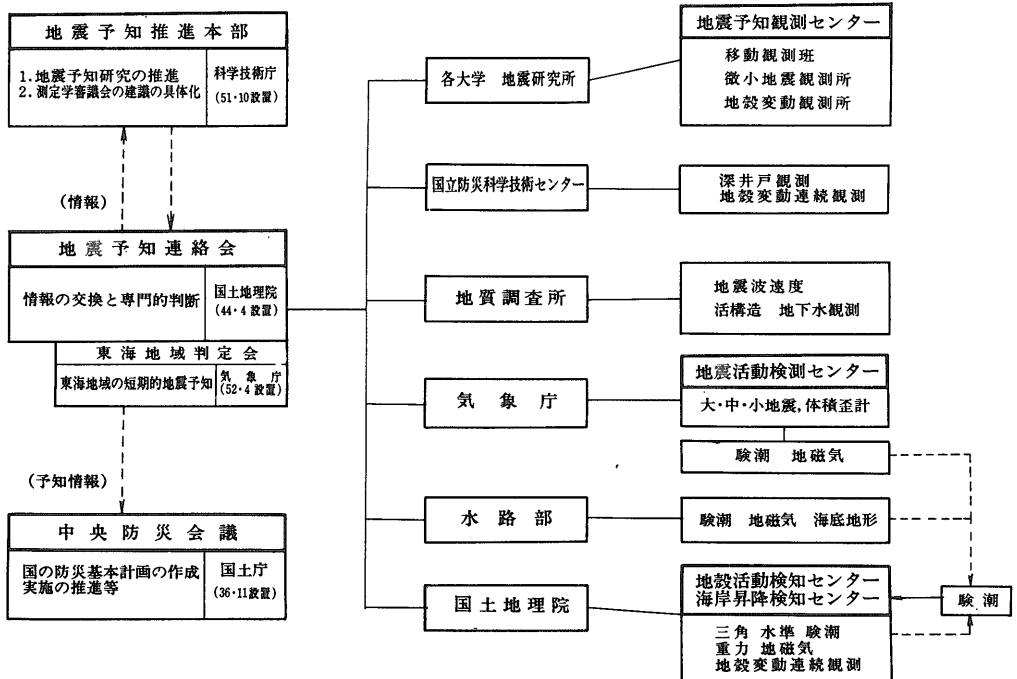 地震予知推進本部
1.地震予知研究の推進
2.測定学審議会の建議の具体化
科学技術庁
(51・10設置)
(情報)
地震予知連絡会
情報の交換と専門的判断
国土地理院
(44・4設置)
東海地域判定会
東海地域の短期的地震予知
気象庁
(52・4設置)
(予知情報)
中央防災会議
国の防災基本計画の作成
実施の推進等
国土庁
(36・11設置)
各大学 地震研究所
国立防災科学技術センター
地質調査所
気象庁
水路部
国土地理院
地震予知観測センター
移動観測班
微小地震観測所
地殻変動観測所
深井戸観測
地殻変動連続観測
地震波速度
活構造 地下水観測
地震活動検測センター
大・中・小地震,体積歪計
験潮 地磁気
験潮 地磁気 海底地形
地殻活動検知センター
海岸昇降検知センター
三角 水準 験潮
重力 地磁気
地殻変動連続観測
験潮